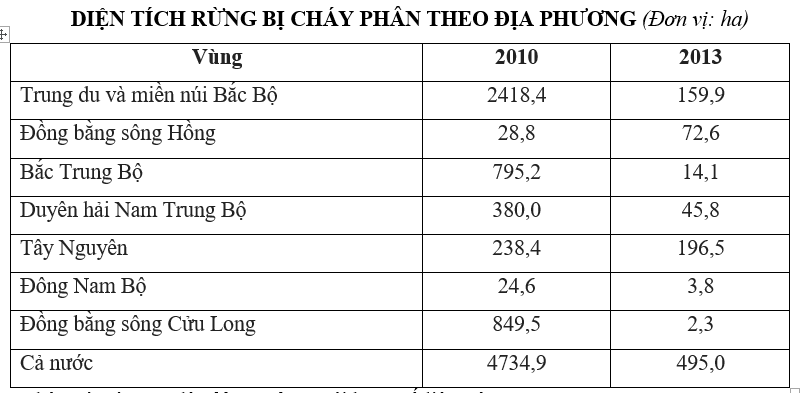 DIỆN TÍCH RỪNG BỊ CHÁY PHÂN THEO ĐỊA PHƯƠNG (Đơn vị: ha)
Vùng 2010 2013
Trung du và miền núi Bắc Bộ 2418,4 159,9
Đồng bằng sông Hồng 28,8 72,6
Bắc Trung Bộ 795,2 14,1
Duyên hải Nam Trung Bộ 380,0 45,8
Tây Nguyên 238,4 196,5
Đông Nam Bộ 24,6 3,8
Đồng bằng sông Cửu Long 849,5 2,3
Cả nước 4734,9 495,0